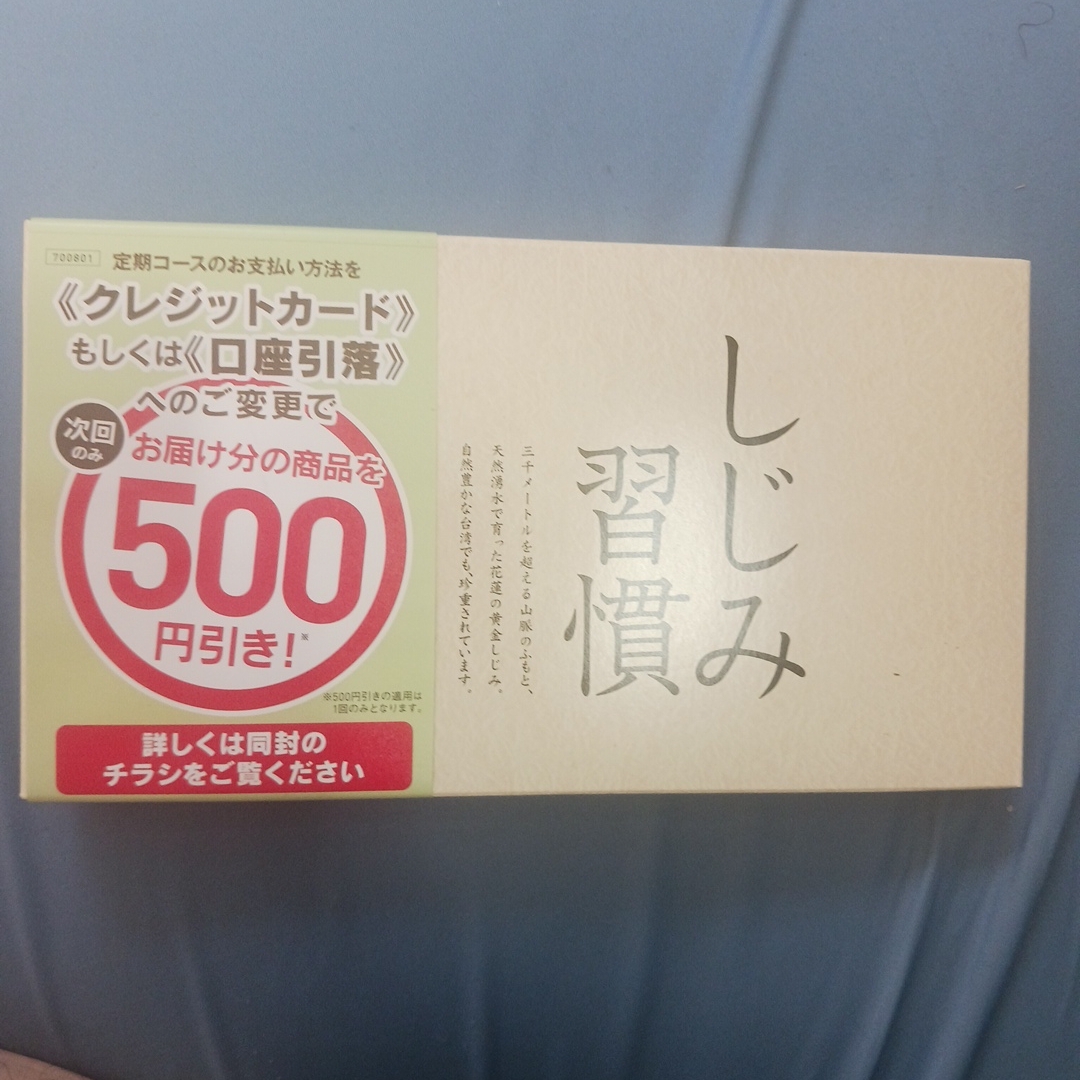 700801
定期コースのお支払い方法を
《クレジットカード》
もしくは《口座引落》
へのご変更で
次回
のみ
お届け分の商品を
500
円引き!※
※500円引きの適用は
1回のみとなります。
詳しくは同封の
チラシをご覧ください
しじみ
習慣
三千メートルを超える山脈のふもと、
天然湧水で育った花蓮の黄金しじみ。
自然豊かな台湾でも、珍重されています。